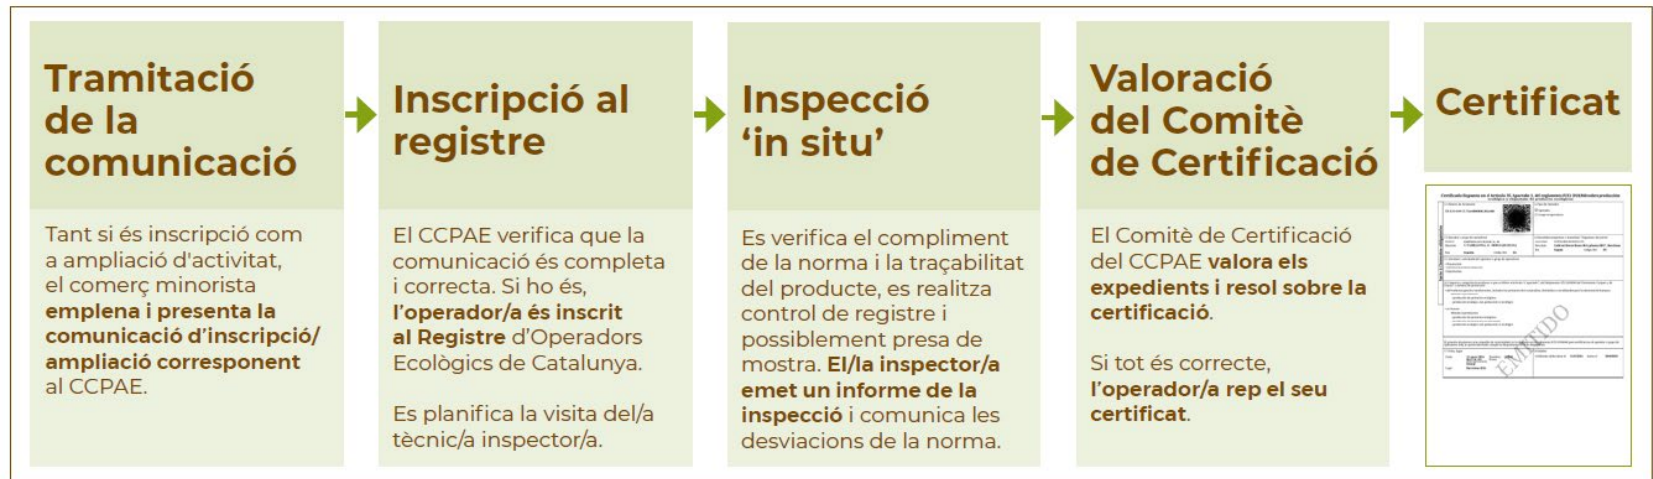 Tramitació
de la
comunicació
Tant si és inscripció com
a ampliació d'activitat,
el comerç minorista
emplena i presenta la
comunicació d'inscripció/
ampliació corresponent
al CCPAE.
Inscripció al
registre
El CCPAE verifica que la
comunicació és completa
i correcta. Si ho és,
l'operador/a és inscrit
al Registre d'Operadors
Ecològics de Catalunya.
Es planifica la visita del/a
tècnic/a inspector/a.
Inspecció
‘in situ’
Es verifica el compliment
de la norma i la traçabilitat
del producte, es realitza
control de registre i
possiblement presa de
mostra. El/la inspector/a
emet un informe de la
inspecció i comunica les
desviacions de la norma.
Valoració
del Comitè
de Certificació
El Comitè de Certificació
del CCPAE valora els
expedients i resol sobre la
certificació.
Si tot és correcte,
l'operador/a rep el seu
certificat.
Certificat
EMITIDO